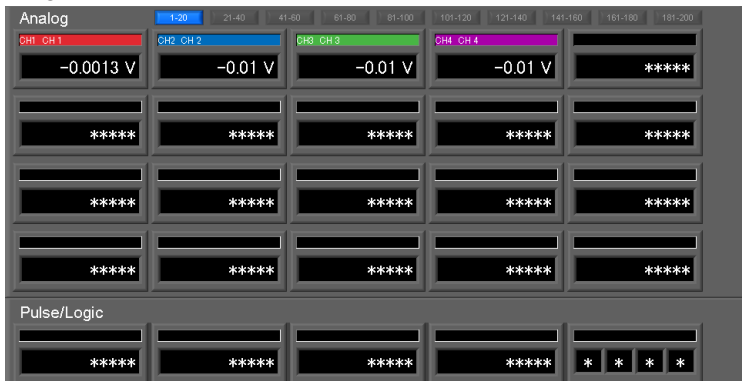 Analog 1-20 21-40 41-60 61-80 81-100 101-120 121-140 141-160 161-180 181-200
CH1 CH 1 CH2 CH 2 CH3 CH 3 CH4 CH 4
-0.0013 V -0.01 V -0.01 V -0.01 V *****
***** ***** ***** ***** *****
***** ***** ***** ***** *****
***** ***** ***** ***** *****
Pulse/Logic
***** ***** ***** ***** * * * *